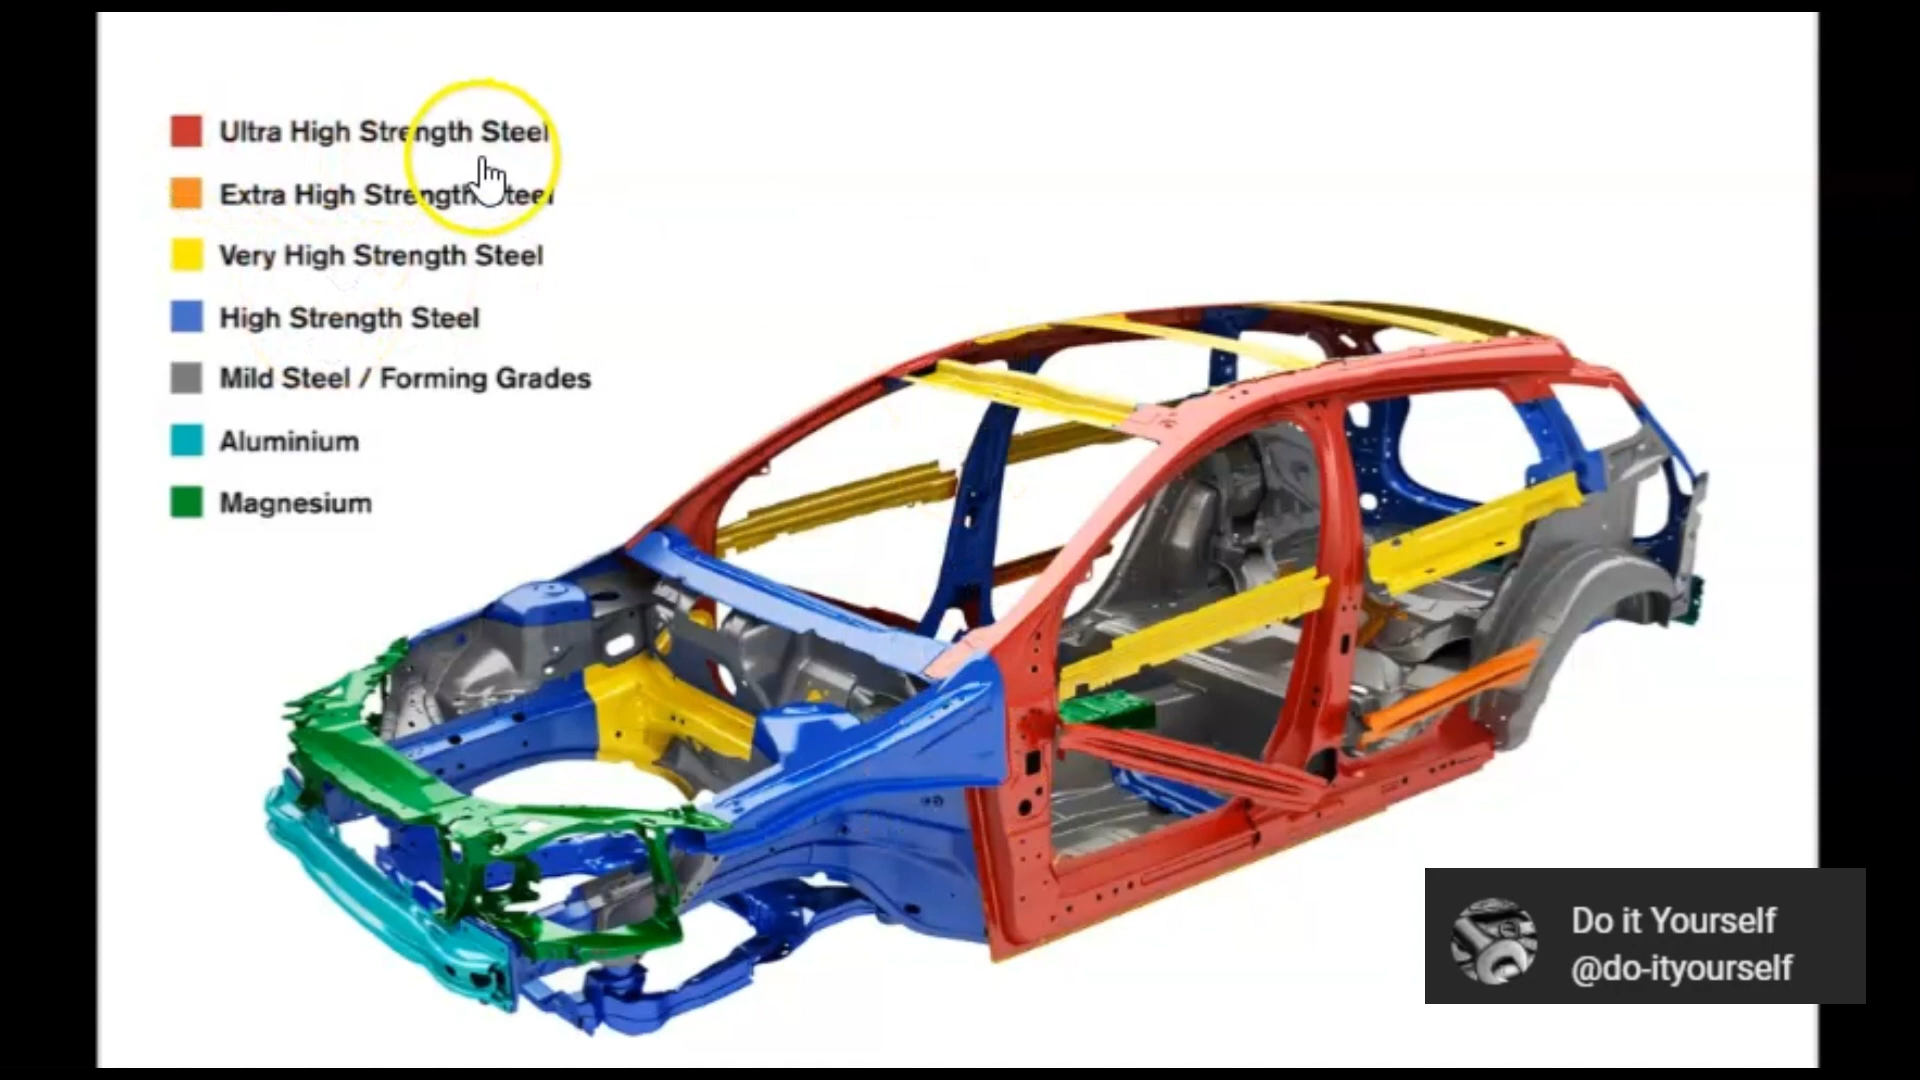 Ultra High Strength Steel
Extra High Strength Steel
Very High Strength Steel
High Strength Steel
Mild Steel / Forming Grades
Aluminium
Magnesium
Do it Yourself
@do-ityourself